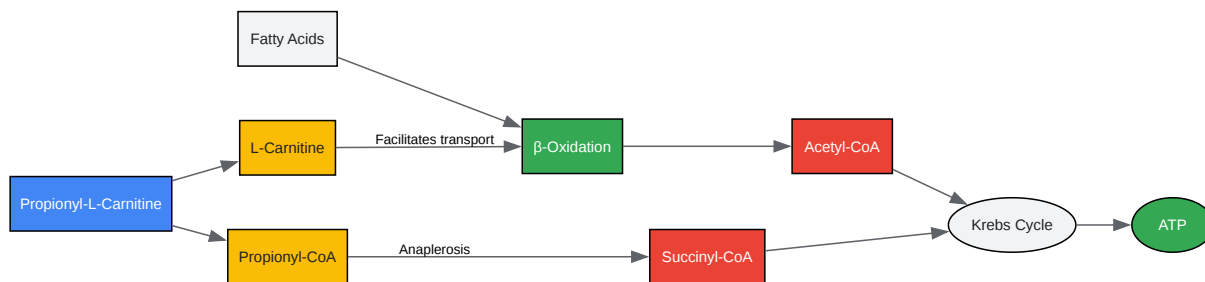 Fatty Acids
L-Carnitine
Facilitates transport
β-Oxidation
Acetyl-CoA
Propionyl-L-Carnitine
Krebs Cycle
ATP
Propionyl-CoA
Anaplerosis
Succinyl-CoA